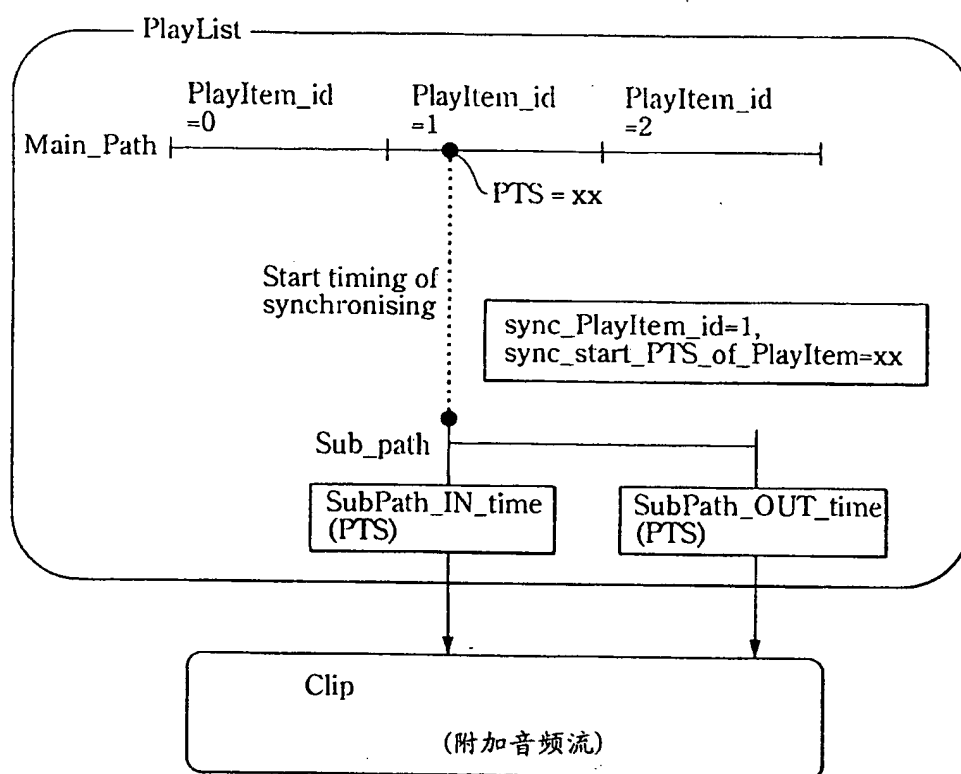 PlayList
PlayItem_id
=0
PlayItem_id
=1
PlayItem_id
=2
Main_Path
PTS = xx
Start timing of
synchronising
sync_PlayItem_id=1,
sync_start_PTS_of_PlayItem=xx
Sub_path
SubPath_IN_time
(PTS)
SubPath_OUT_time
(PTS)
Clip
(附加音频流)